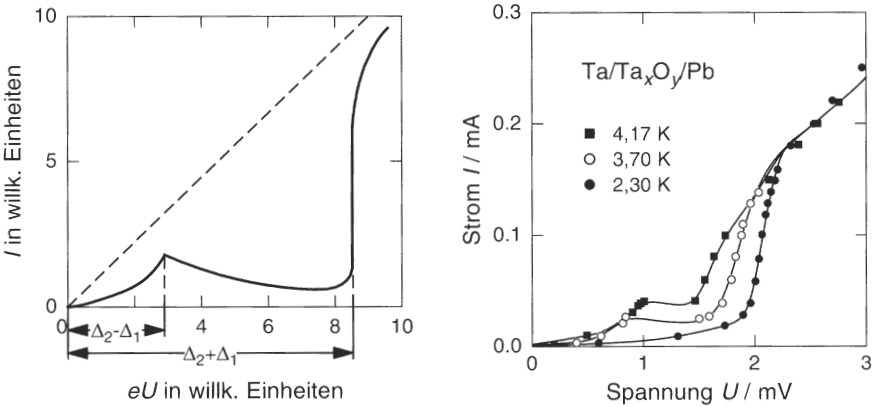 10
5
0
I in willk. Einheiten
0 4 6 8 10
Δ₂-Δ₁
Δ₂+Δ₁
eU in willk. Einheiten
0.3
0.2
0.1
0.0
Strom I / mA
Ta/TaₓOᵧ/Pb
4,17 K
3,70 K
2,30 K
0 1 2 3
Spannung U / mV